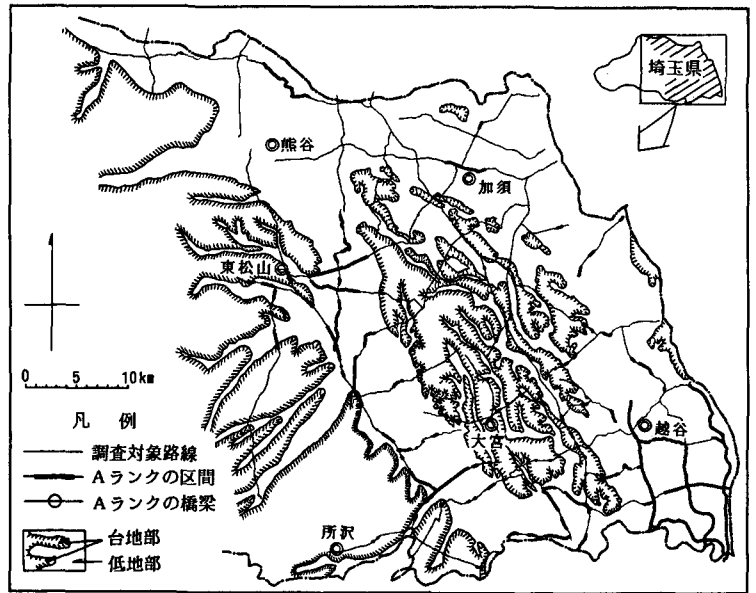 埼玉県
熊谷
加須
東松山
0 5 10km
凡例
大宮
越谷
調査対象路線
Aランクの区間
Aランクの橋梁
所沢
台地部
低地部